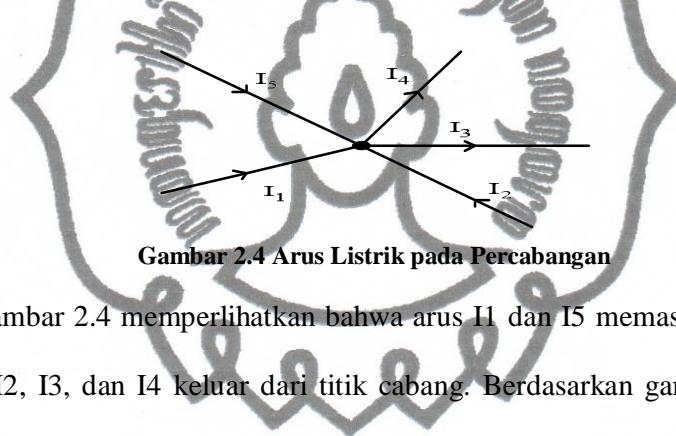 I5
I4
I3
I1
I2
Gambar 2.4 Arus Listrik pada Percabangan
ambar 2.4 memperlihatkan bahwa arus I1 dan I5 memas
I2, I3, dan I4 keluar dari titik cabang. Berdasarkan gam